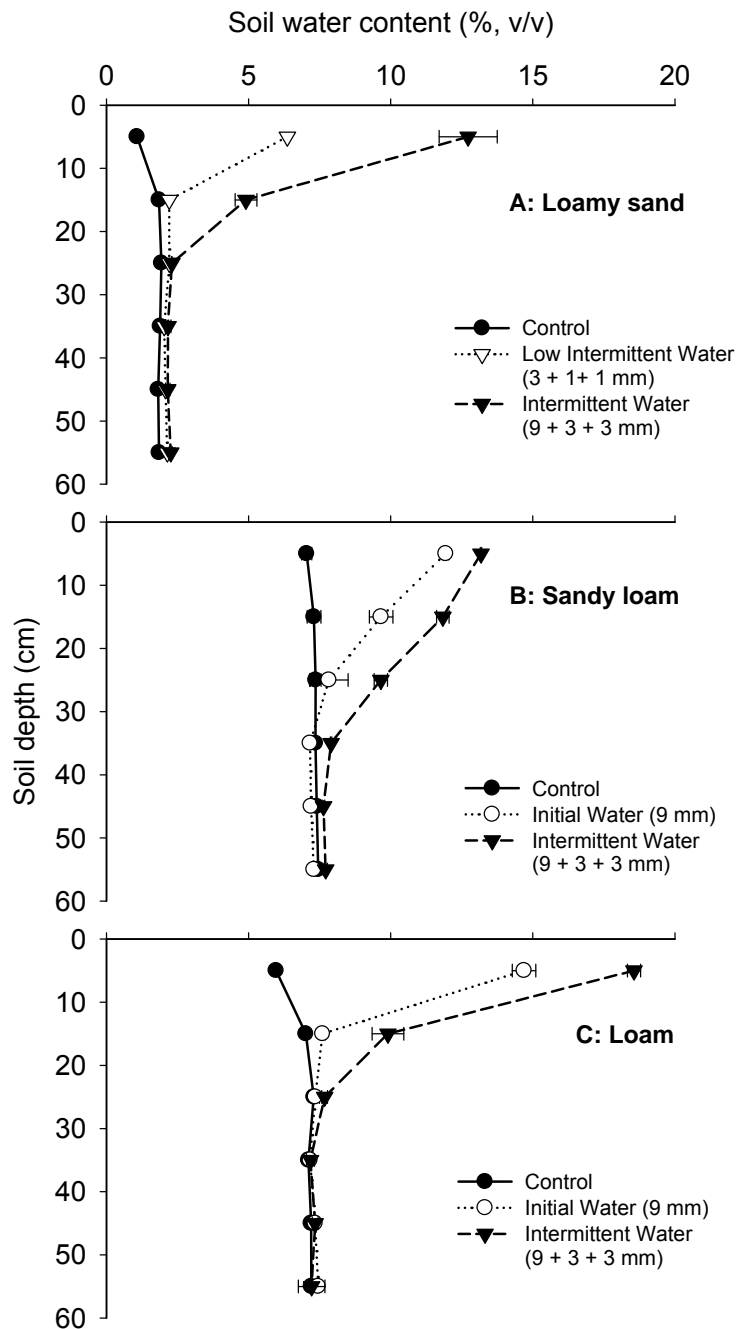 Soil water content (%, v/v)
0 5 10 15 20
0
10
20
30
40
50
60
A: Loamy sand
Control
Low Intermittent Water
(3 + 1+ 1 mm)
Intermittent Water
(9 + 3 + 3 mm)
Soil depth (cm)
0
10
20
30
40
50
60
B: Sandy loam
Control
Initial Water (9 mm)
Intermittent Water
(9 + 3 + 3 mm)
0
10
20
30
40
50
60
C: Loam
Control
Initial Water (9 mm)
Intermittent Water
(9 + 3 + 3 mm)